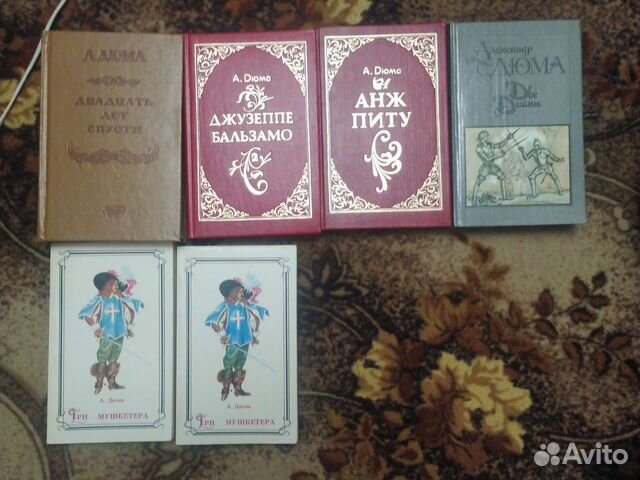 А. ДЮМА
ДВАДЦАТЬ
ЛЕТ
СПУСТЯ
А. Дюма
ДЖУЗЕППЕ
БАЛЬЗАМО
А. Дюма
АНЖ
ПИТУ
Александр
ДЮМА
Две
Дианы
А. Дюма
ТРИ МУШКЕТЕРА
А. Дюма
ТРИ МУШКЕТЕРА
Avito